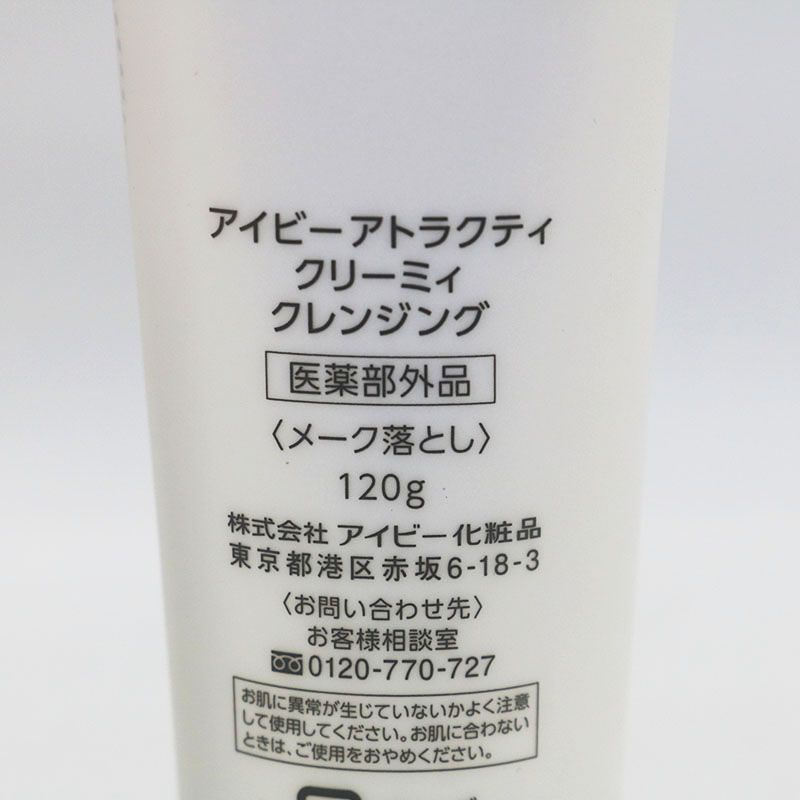 アイビーアトラクティ
クリーミィ
クレンジング
医薬部外品
〈メーク落とし〉
120g
株式会社 アイビー化粧品
東京都港区赤坂6-18-3
〈お問い合わせ先〉
お客様相談室
0120-770-727
お肌に異常が生じていないかよく注意
して使用してください。お肌に合わない
ときは、ご使用をおやめください。